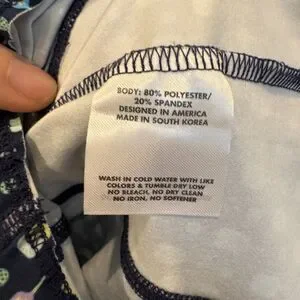 BODY: 80% POLYESTER/
20% SPANDEX
DESIGNED IN AMERICA
MADE IN SOUTH KOREA
WASH IN COLD WATER WITH LIKE
COLORS & TUMBLE DRY LOW
NO BLEACH, NO DRY CLEAN
NO IRON, NO SOFTENER